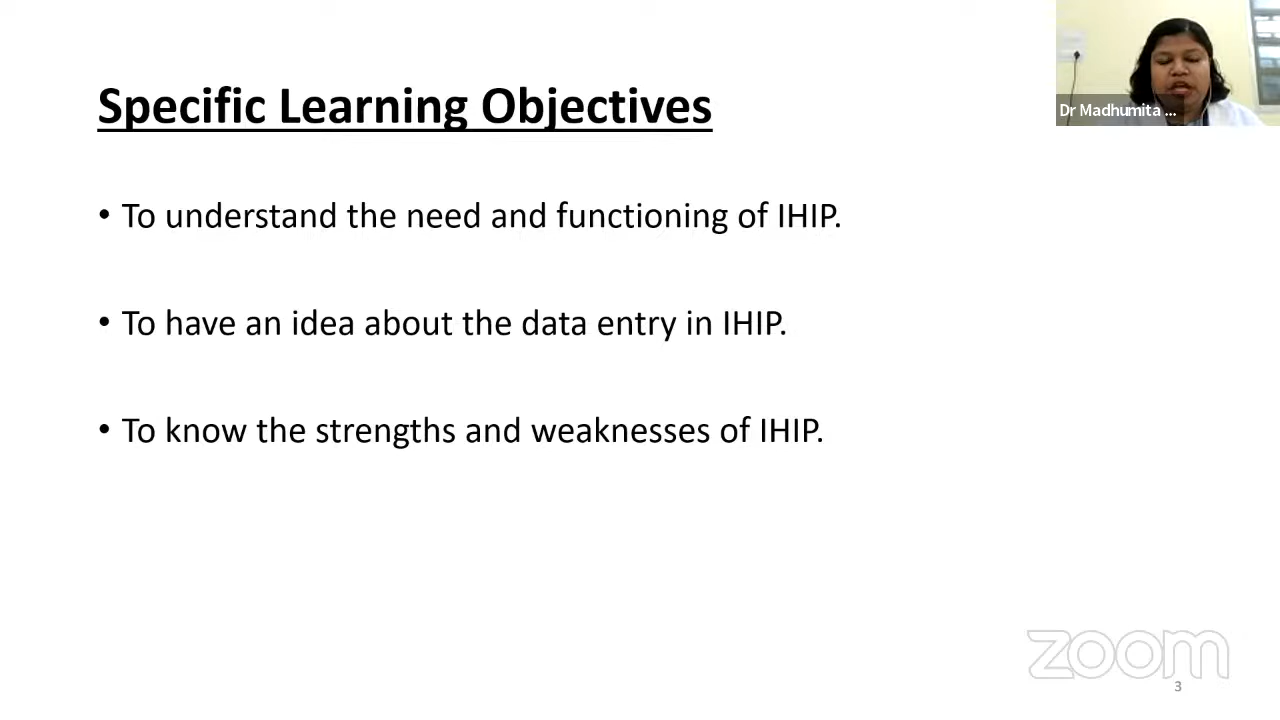 Specific Learning Objectives
Dr Madhumita ...
• To understand the need and functioning of IHIP.
• To have an idea about the data entry in IHIP.
• To know the strengths and weaknesses of IHIP.
zoom
3